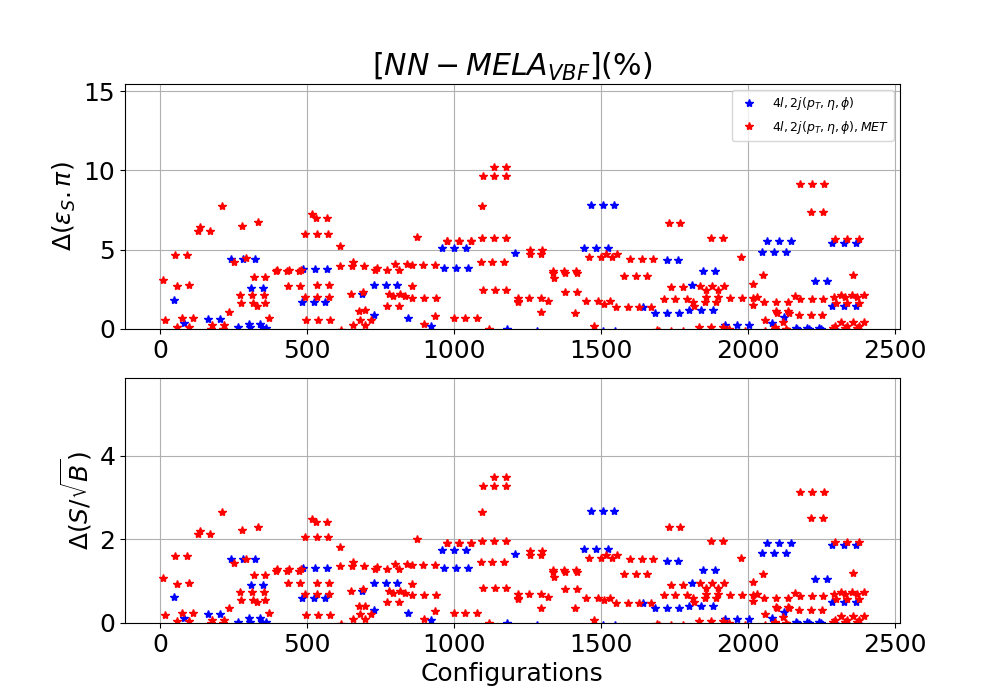 [NN − MELA_VBF](%)
Δ(ε_S.π)
15
10
5
0
4l, 2j(p_T, η, ϕ)
4l, 2j(p_T, η, ϕ), MET
0 500 1000 1500 2000 2500
Δ(S/√B)
4
2
0
0 500 1000 1500 2000 2500
Configurations